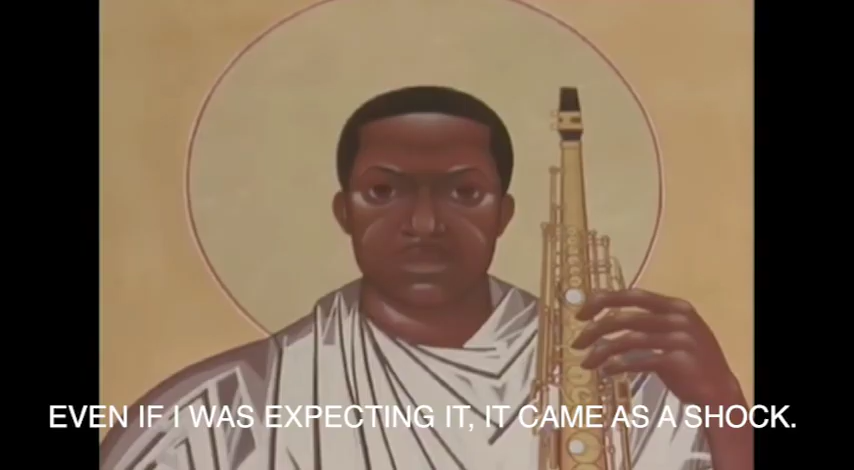 EVEN IF I WAS EXPECTING IT, IT CAME AS A SHOCK.